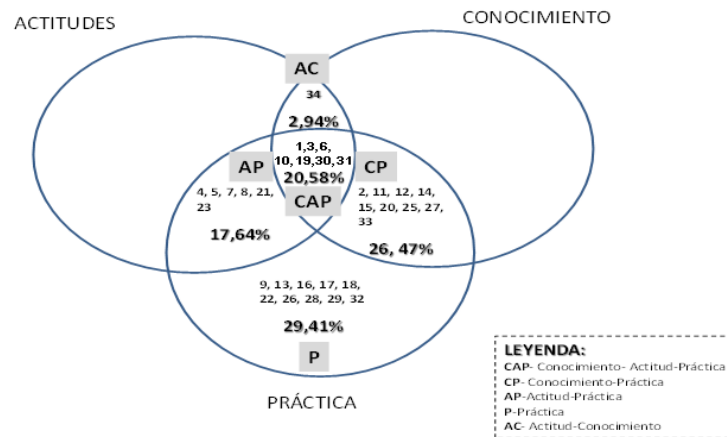 ACTITUDES
CONOCIMIENTO
AC
34
2,94%
1,3,6,
10, 19,30, 31
20,58%
CAP
AP
4, 5, 7, 8, 21,
23
17,64%
CP
2, 11, 12, 14,
15, 20, 25, 27,
33
26, 47%
9, 13, 16, 17, 18,
22, 26, 28, 29, 32
29,41%
P
PRÁCTICA
LEYENDA:
CAP- Conocimiento- Actitud-Práctica
CP- Conocimiento-Práctica
AP-Actitud-Práctica
P-Práctica
AC- Actitud-Conocimiento